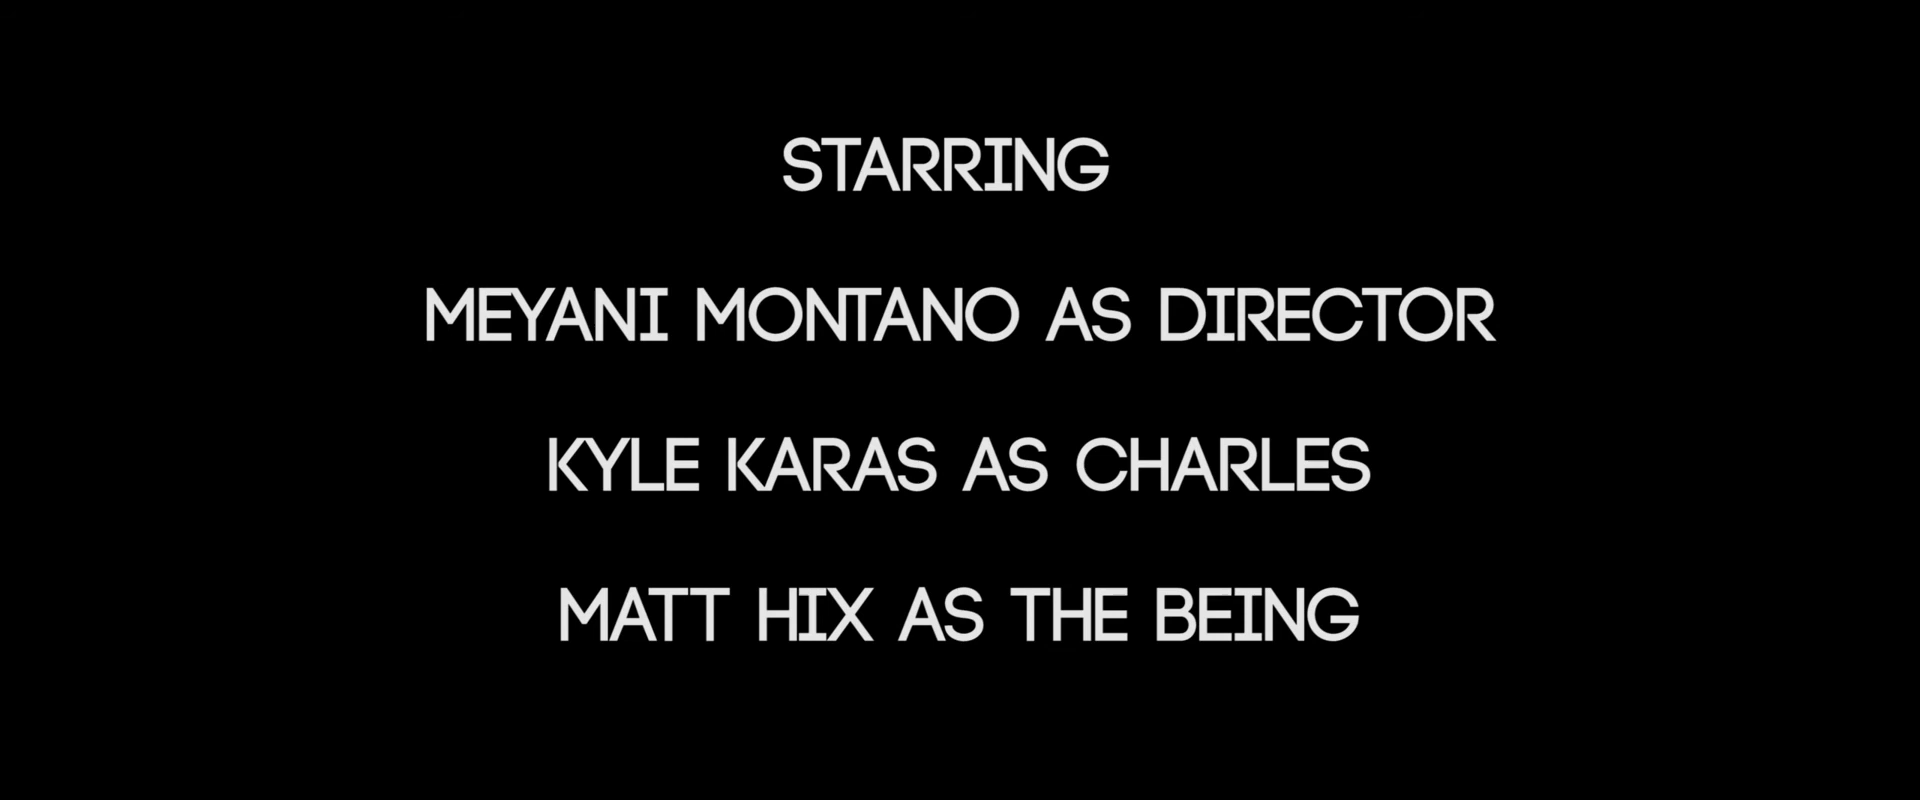 STARRING
MEYANI MONTANO AS DIRECTOR
KYLE KARAS AS CHARLES
MATT HIX AS THE BEING